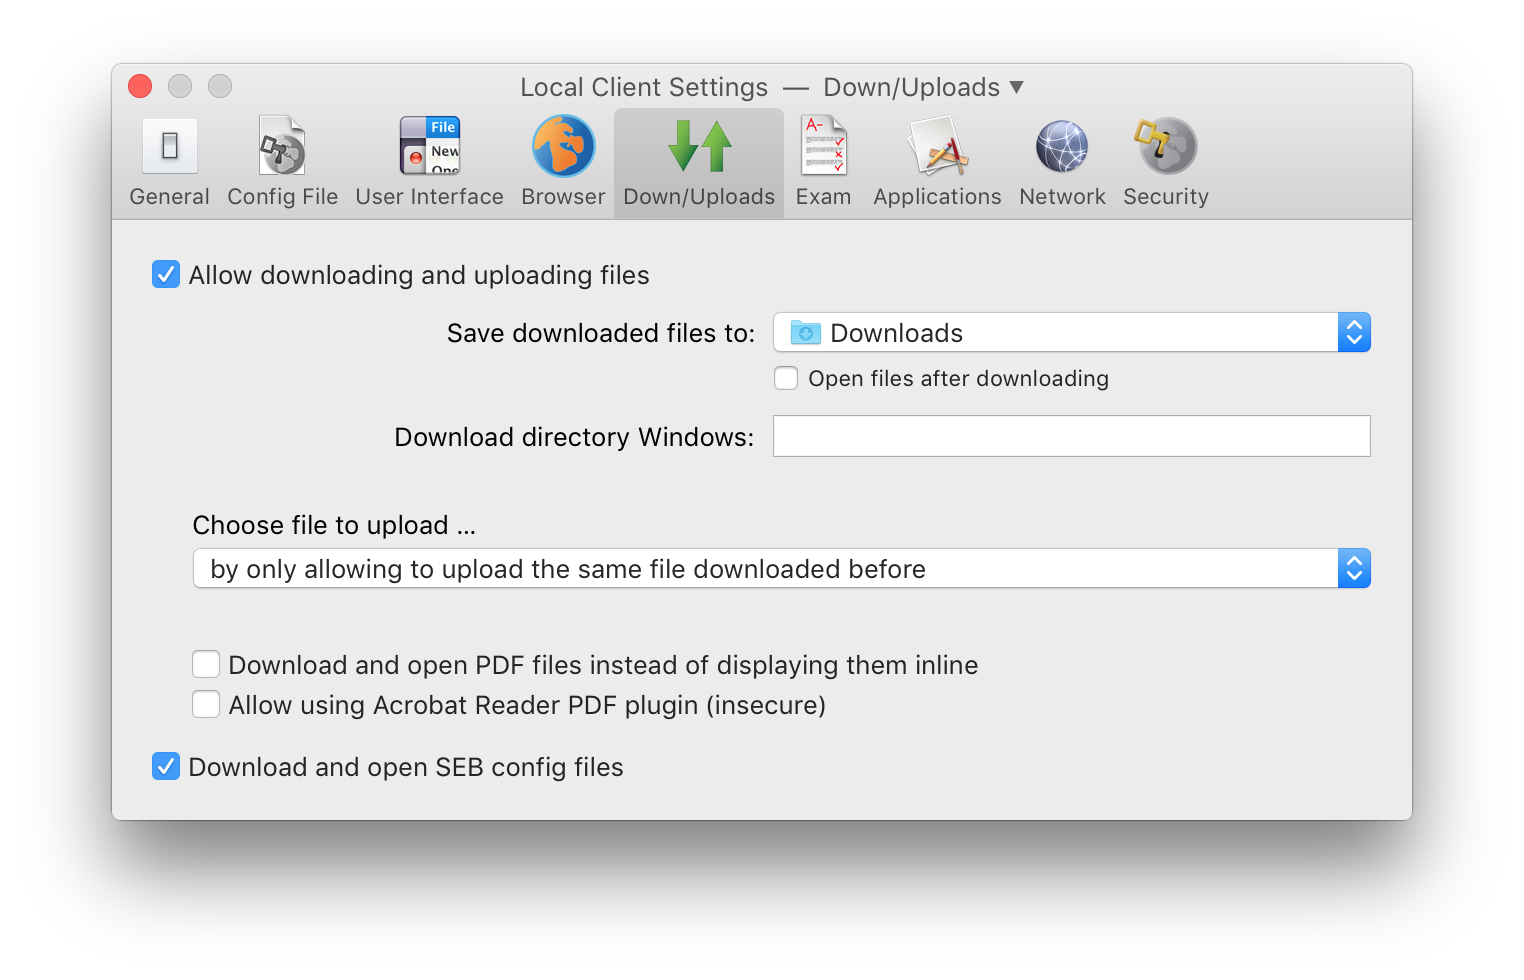 Local Client Settings — Down/Uploads ▼
File
New
A-
General Config File User Interface Browser Down/Uploads Exam Applications Network Security
Allow downloading and uploading files
Save downloaded files to: Downloads
Open files after downloading
Download directory Windows:
Choose file to upload ...
by only allowing to upload the same file downloaded before
Download and open PDF files instead of displaying them inline
Allow using Acrobat Reader PDF plugin (insecure)
Download and open SEB config files